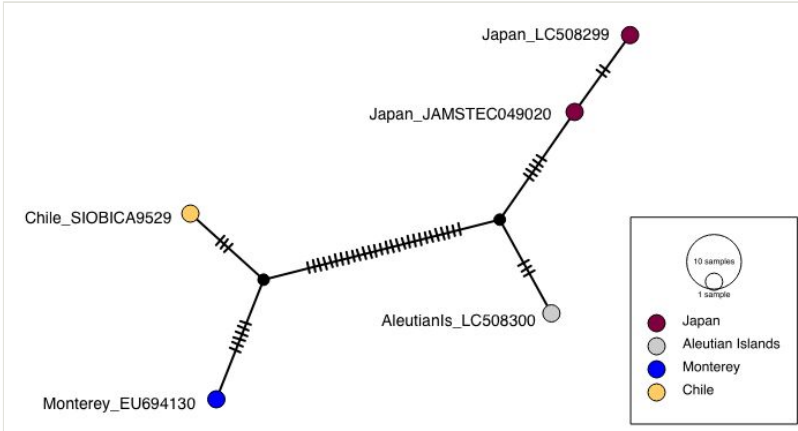 Japan_LC508299
Japan_JAMSTEC049020
Chile_SIOBICA9529
AleutianIs_LC508300
Monterey_EU694130
10 samples
1 sample
Japan
Aleutian Islands
Monterey
Chile